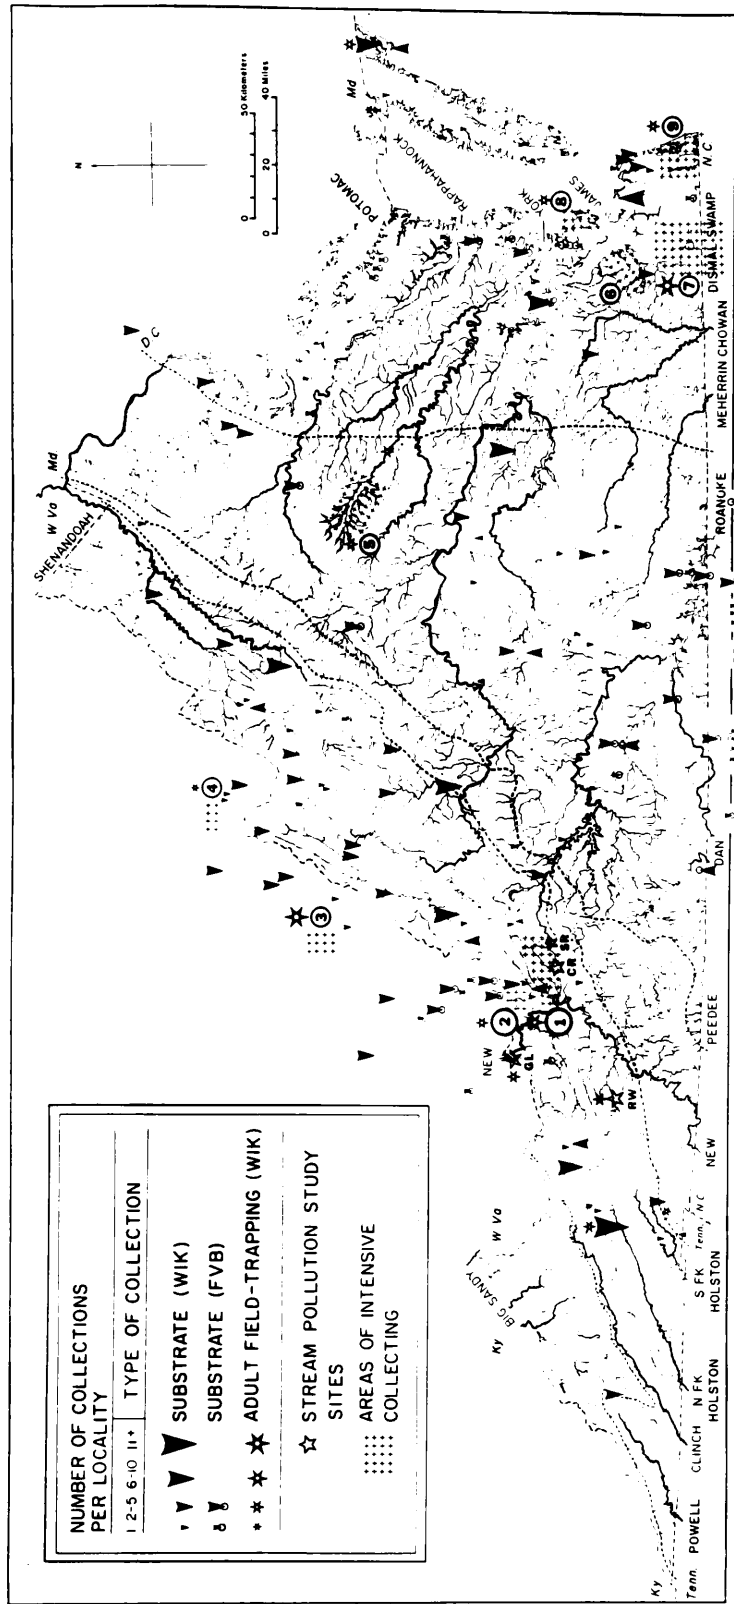 NUMBER OF COLLECTIONS
PER LOCALITY
1 2-5 6-10 11+
TYPE OF COLLECTION
SUBSTRATE (WIK)
SUBSTRATE (FVB)
ADULT FIELD-TRAPPING (WIK)
STREAM POLLUTION STUDY
SITES
AREAS OF INTENSIVE
COLLECTING
N
0 50 Kilometers
0 20 40 Miles
SHENANDOAH
W Va
Md
D C
Md
POTOMAC
RAPPAHANNOCK
YORK
JAMES
4
3
5
8
9
6
7
2
1
NEW
GL
CR
SR
RW
Ky
BIG SANDY
W Va
Ky
Tenn.
Tenn.
N.C.
N C
POWELL
CLINCH
N FK
HOLSTON
S FK
HOLSTON
NEW
PEEDEE
DAN
ROANOKE
MEHERRIN
CHOWAN
DISMAL SWAMP